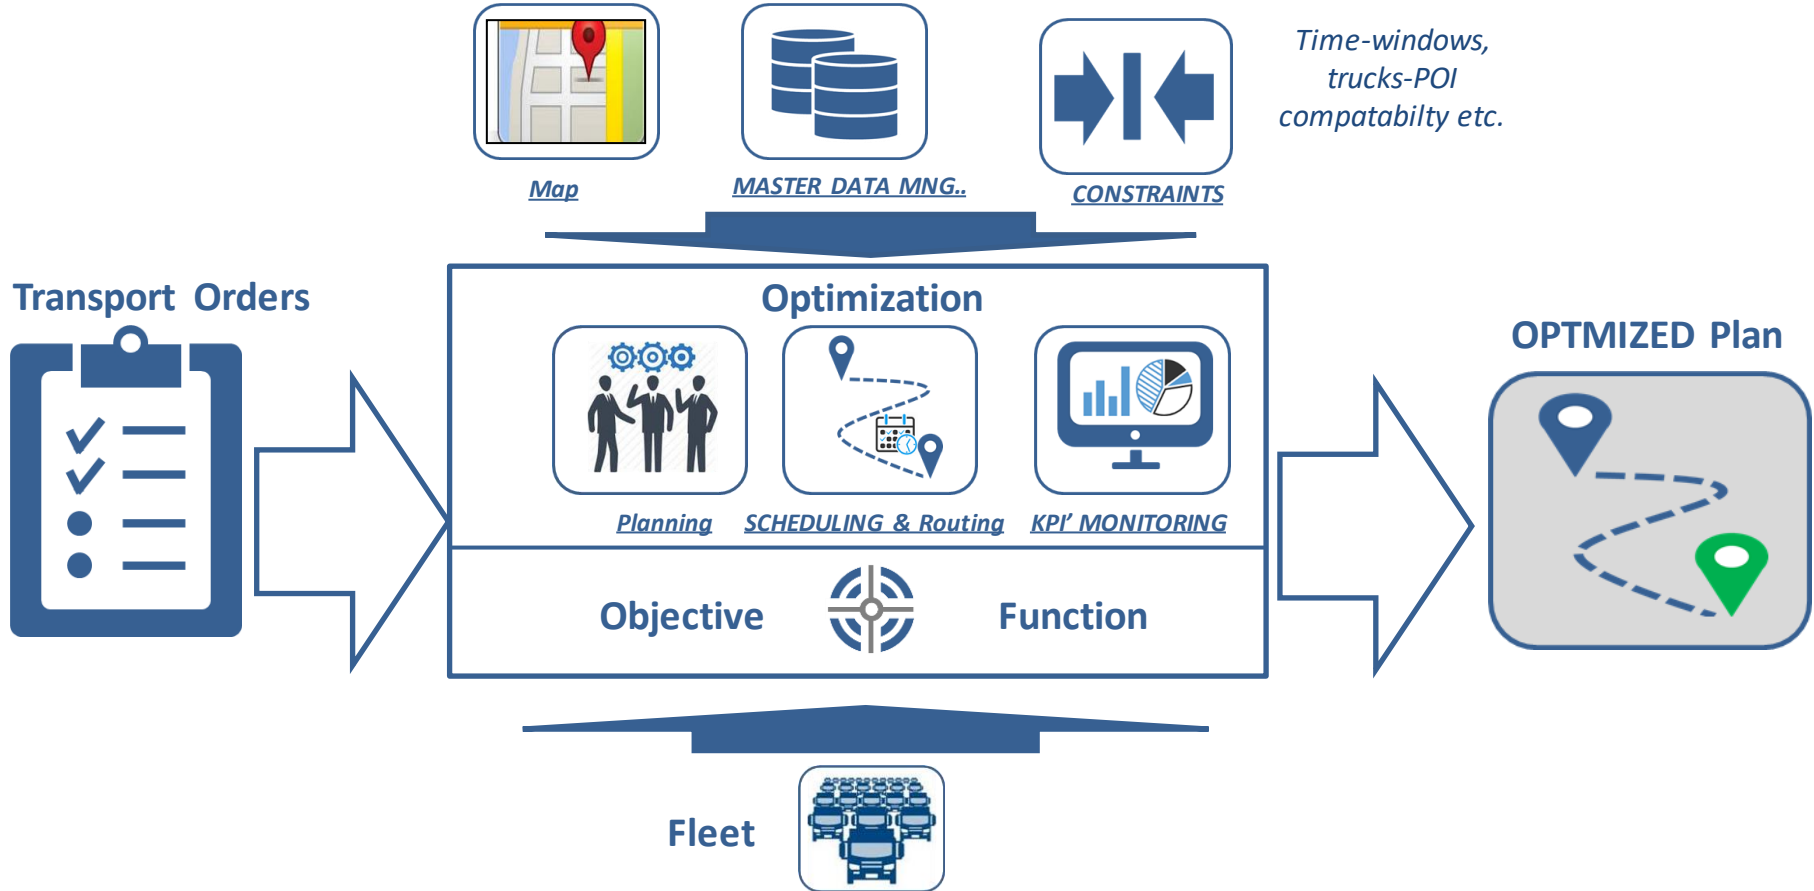 Time-windows,
trucks-POI
compatabilty etc.
Map
MASTER DATA MNG..
CONSTRAINTS
Transport Orders
Optimization
OPTMIZED Plan
Planning
SCHEDULING & Routing
KPI' MONITORING
Objective Function
Fleet